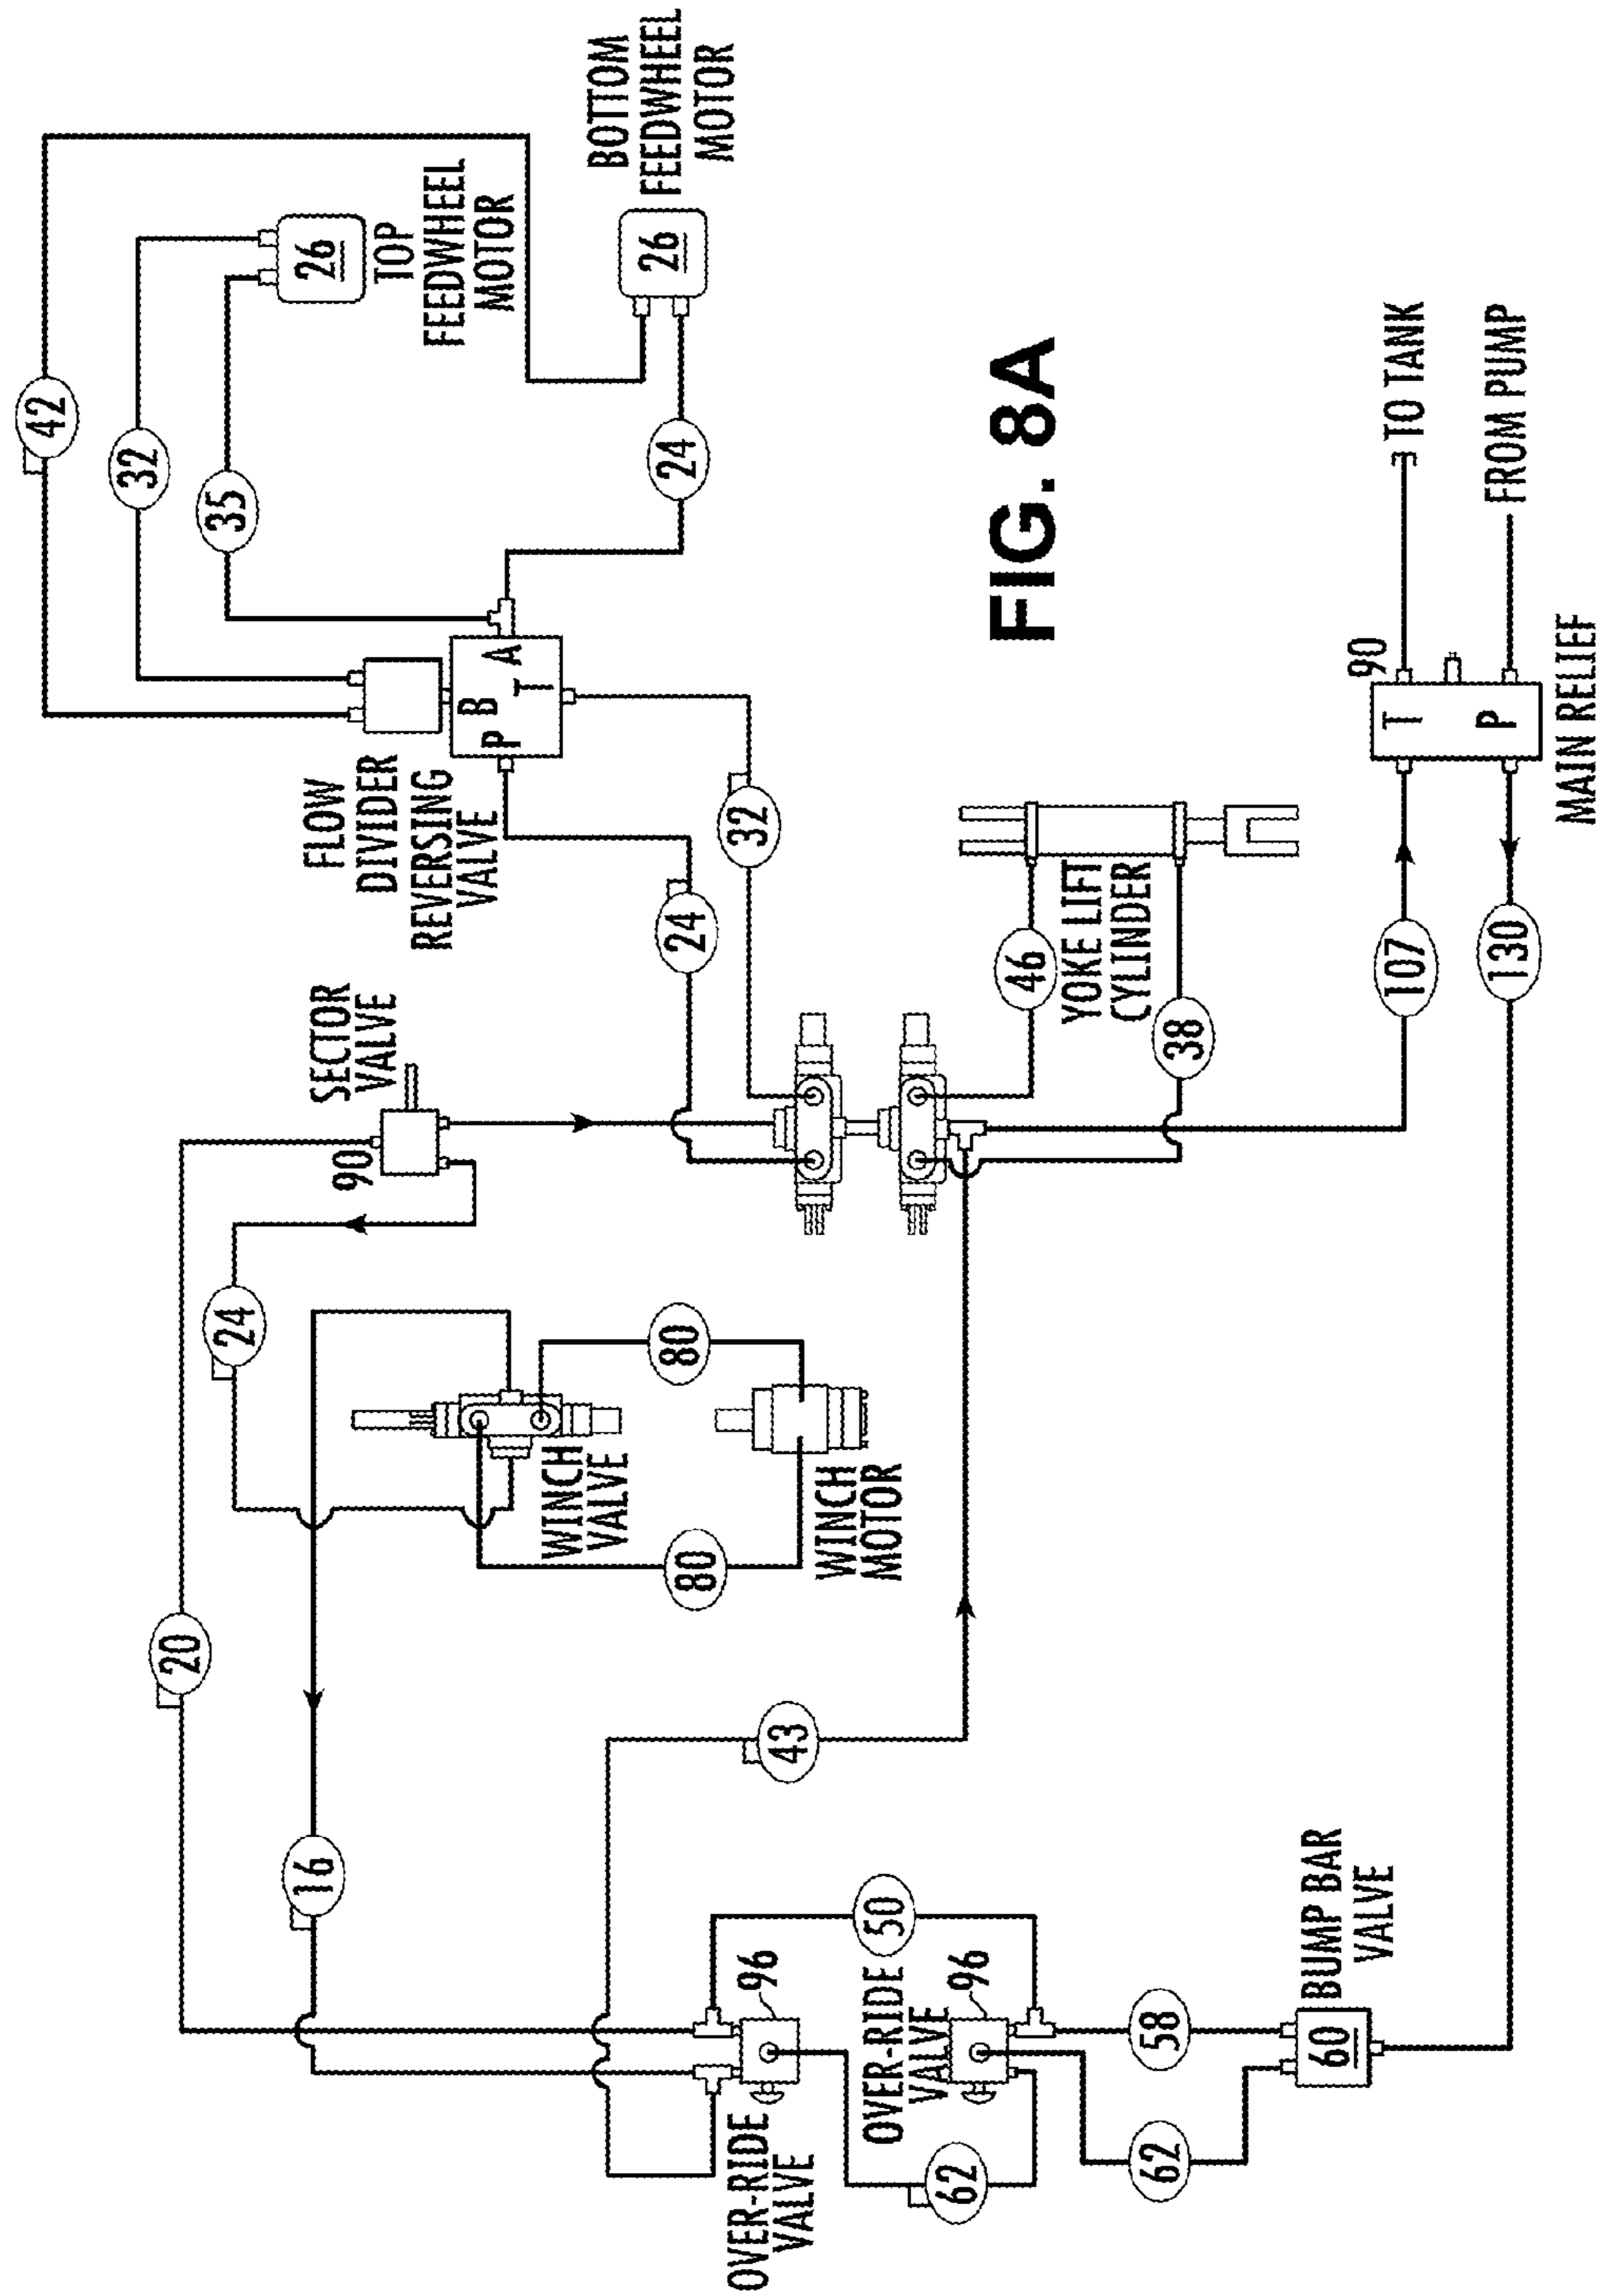 42
32
35
26
TOP
FEEDWHEEL
MOTOR
BOTTOM
FEEDWHEEL
MOTOR
26
24
FLOW
DIVIDER
REVERSING
VALVE
P B
A
T
24
32
SECTOR
VALVE
90
20
24
16
WINCH
VALVE
80
80
WINCH
MOTOR
43
46
YOKE LIFT
CYLINDER
38
FIG. 8A
90
TO TANK
FROM PUMP
T
P
MAIN RELIEF
107
130
50
96
OVER-RIDE
VALVE
96
OVER-RIDE
VALVE
62
58
62
60
BUMP BAR
VALVE